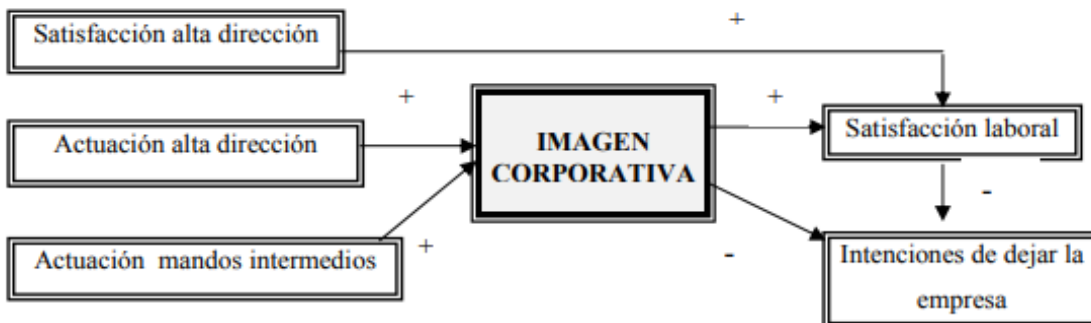 Satisfacción alta dirección
+
Actuación alta dirección
+
IMAGEN
CORPORATIVA
+
Satisfacción laboral
-
Actuación mandos intermedios
+
-
Intenciones de dejar la
empresa